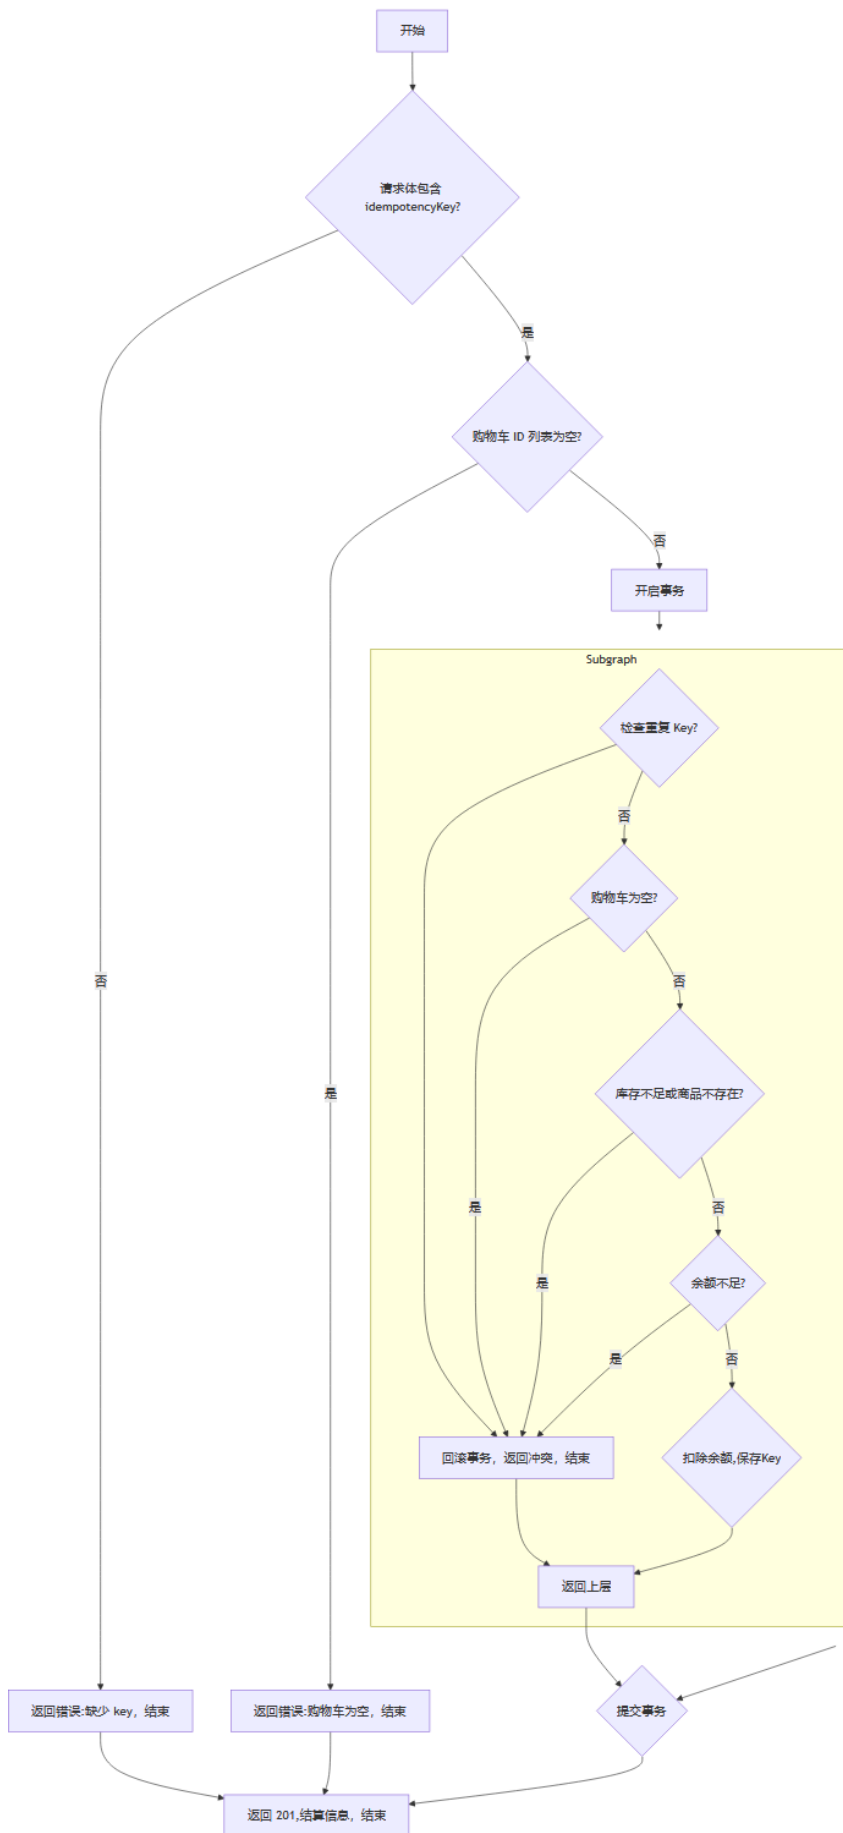 开始
请求体包含
idempotencyKey?
是
购物车 ID 列表为空?
否
开启事务
Subgraph
检查重复 Key?
否
购物车为空?
否
否
库存不足或商品不存在?
是
是
否
是
余额不足?
是
否
回滚事务，返回冲突，结束
扣除余额,保存Key
返回上层
返回错误:缺少 key，结束
返回错误:购物车为空，结束
提交事务
返回 201,结算信息，结束